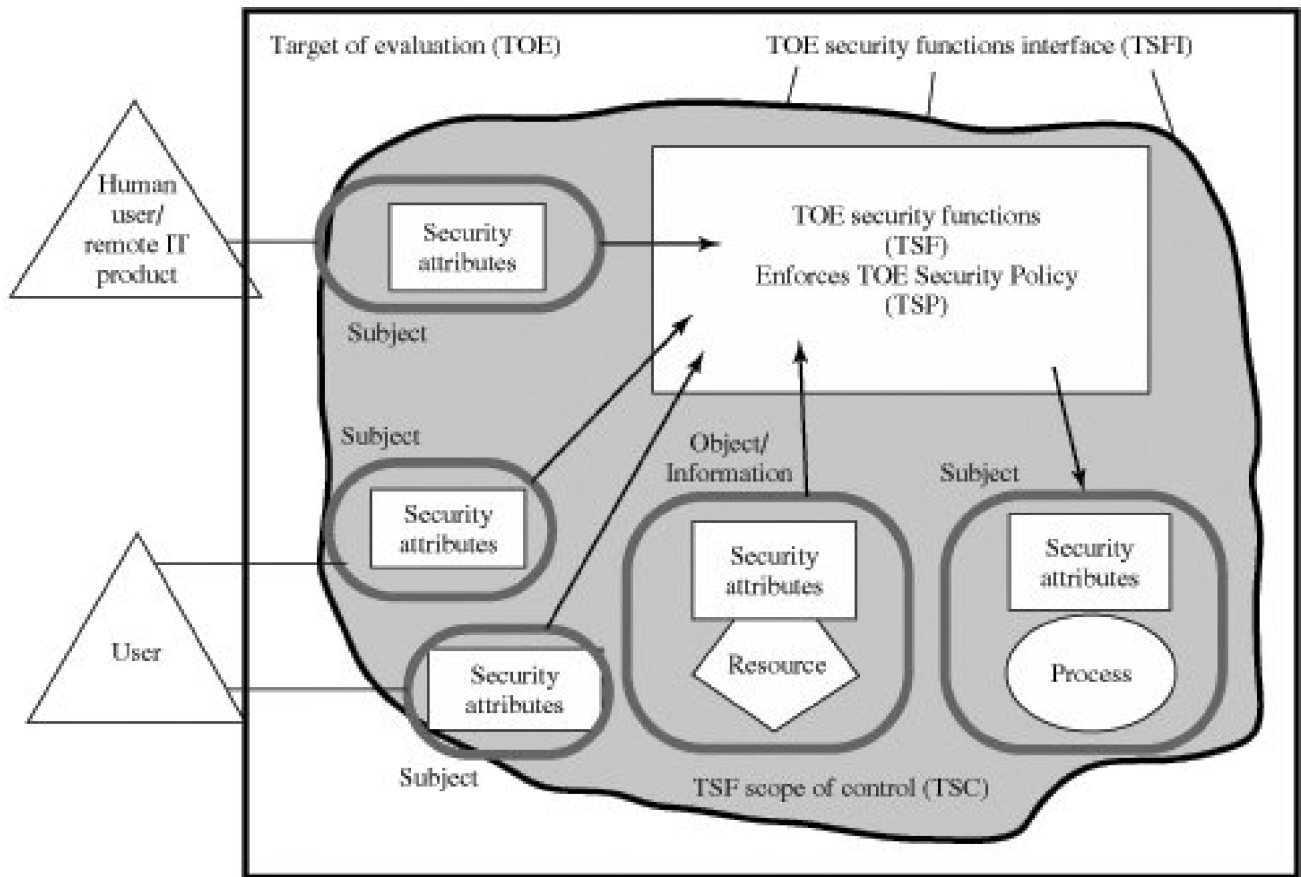 Target of evaluation (TOE)
TOE security functions interface (TSFI)
Human
user/
remote IT
product
Security
attributes
Subject
TOE security functions
(TSF)
Enforces TOE Security Policy
(TSP)
Subject
Security
attributes
Object/
Information
Security
attributes
Resource
Subject
Security
attributes
Process
User
Security
attributes
Subject
TSF scope of control (TSC)